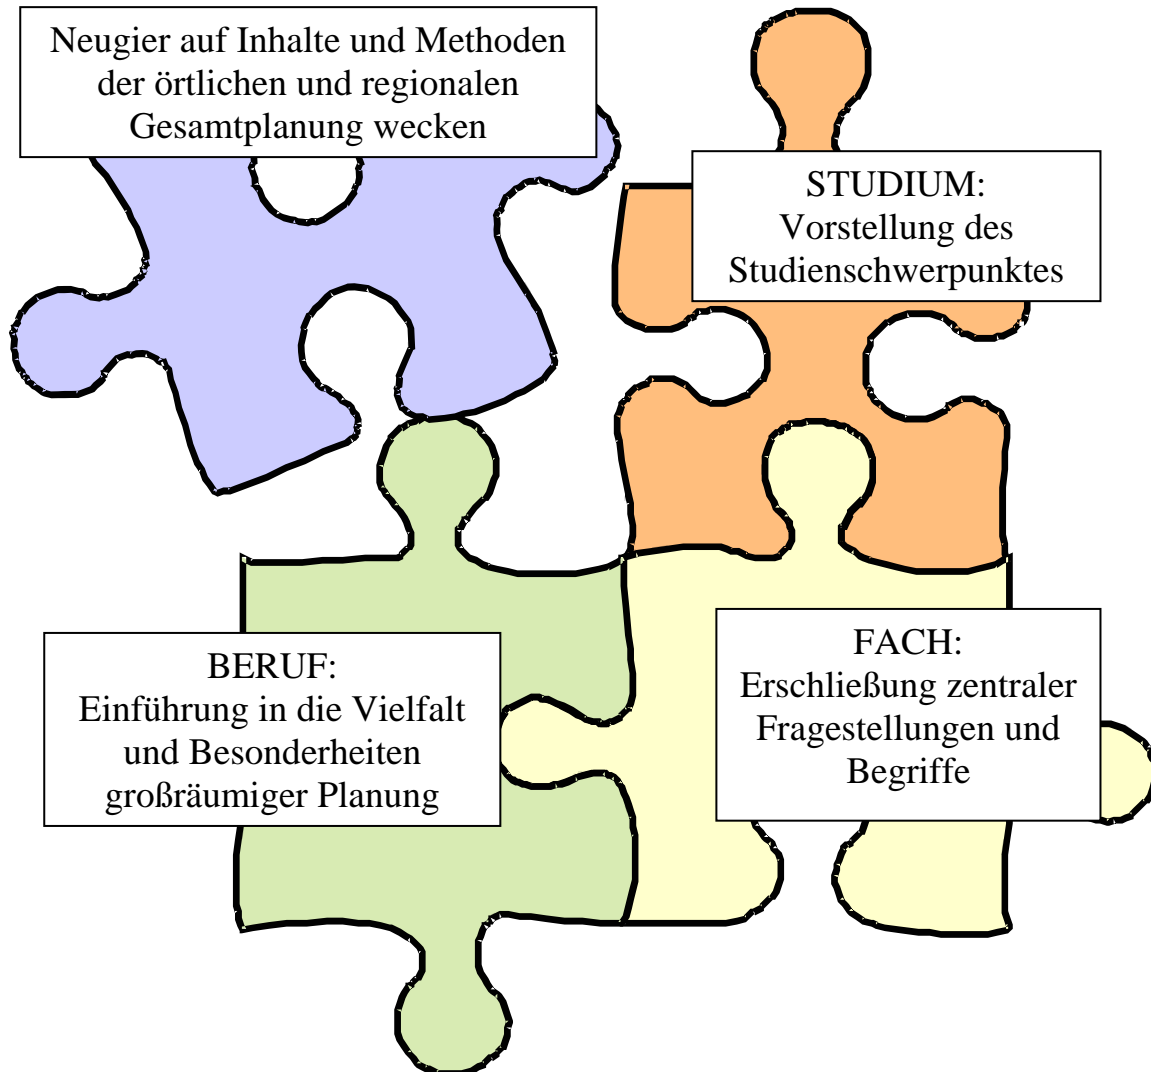 Neugier auf Inhalte und Methoden
der örtlichen und regionalen
Gesamtplanung wecken
STUDIUM:
Vorstellung des
Studienschwerpunktes
BERUF:
Einführung in die Vielfalt
und Besonderheiten
großräumiger Planung
FACH:
Erschließung zentraler
Fragestellungen und
Begriffe